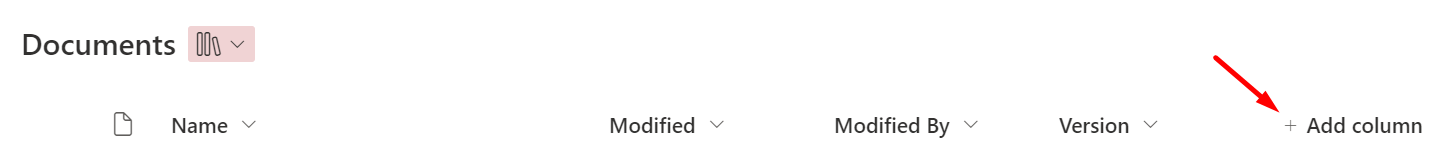 Documents
Name Modified Modified By Version + Add column